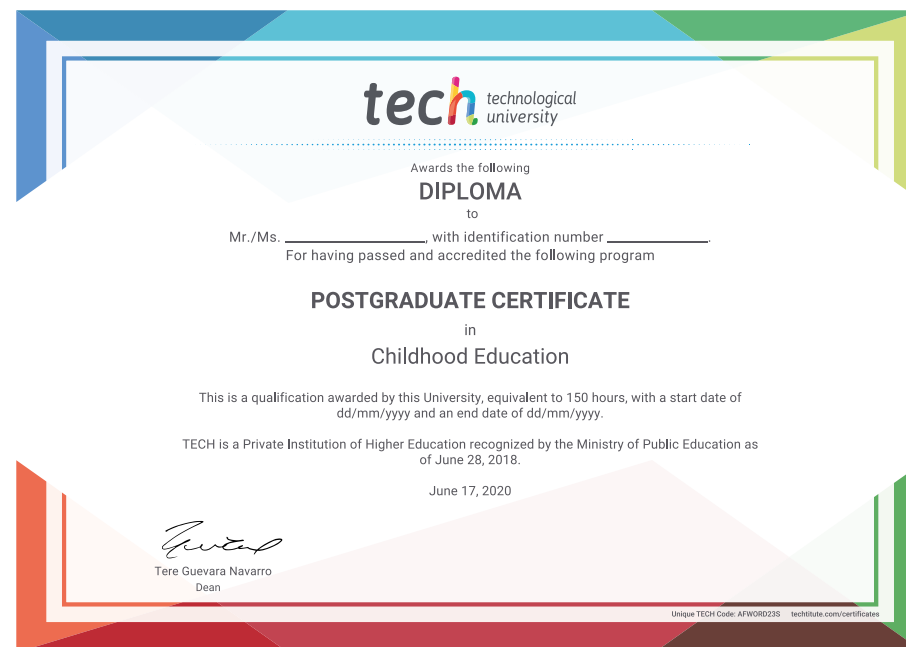 tech technological
university
Awards the following
DIPLOMA
to
Mr./Ms. ____________________, with identification number ______________.
For having passed and accredited the following program
POSTGRADUATE CERTIFICATE
in
Childhood Education
This is a qualification awarded by this University, equivalent to 150 hours, with a start date of
dd/mm/yyyy and an end date of dd/mm/yyyy.
TECH is a Private Institution of Higher Education recognized by the Ministry of Public Education as
of June 28, 2018.
June 17, 2020
Tere Guevara Navarro
Dean
Unique TECH Code: AFWORD23S techtitute.com/certificates